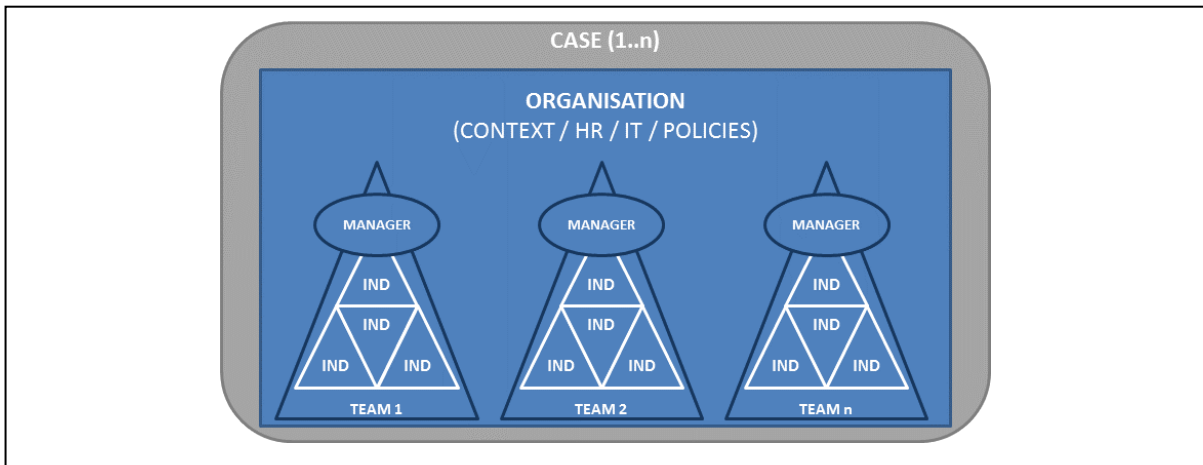 CASE (1..n)
ORGANISATION
(CONTEXT / HR / IT / POLICIES)
MANAGER MANAGER MANAGER
IND IND IND
IND IND IND
IND IND IND IND IND IND
TEAM 1 TEAM 2 TEAM n